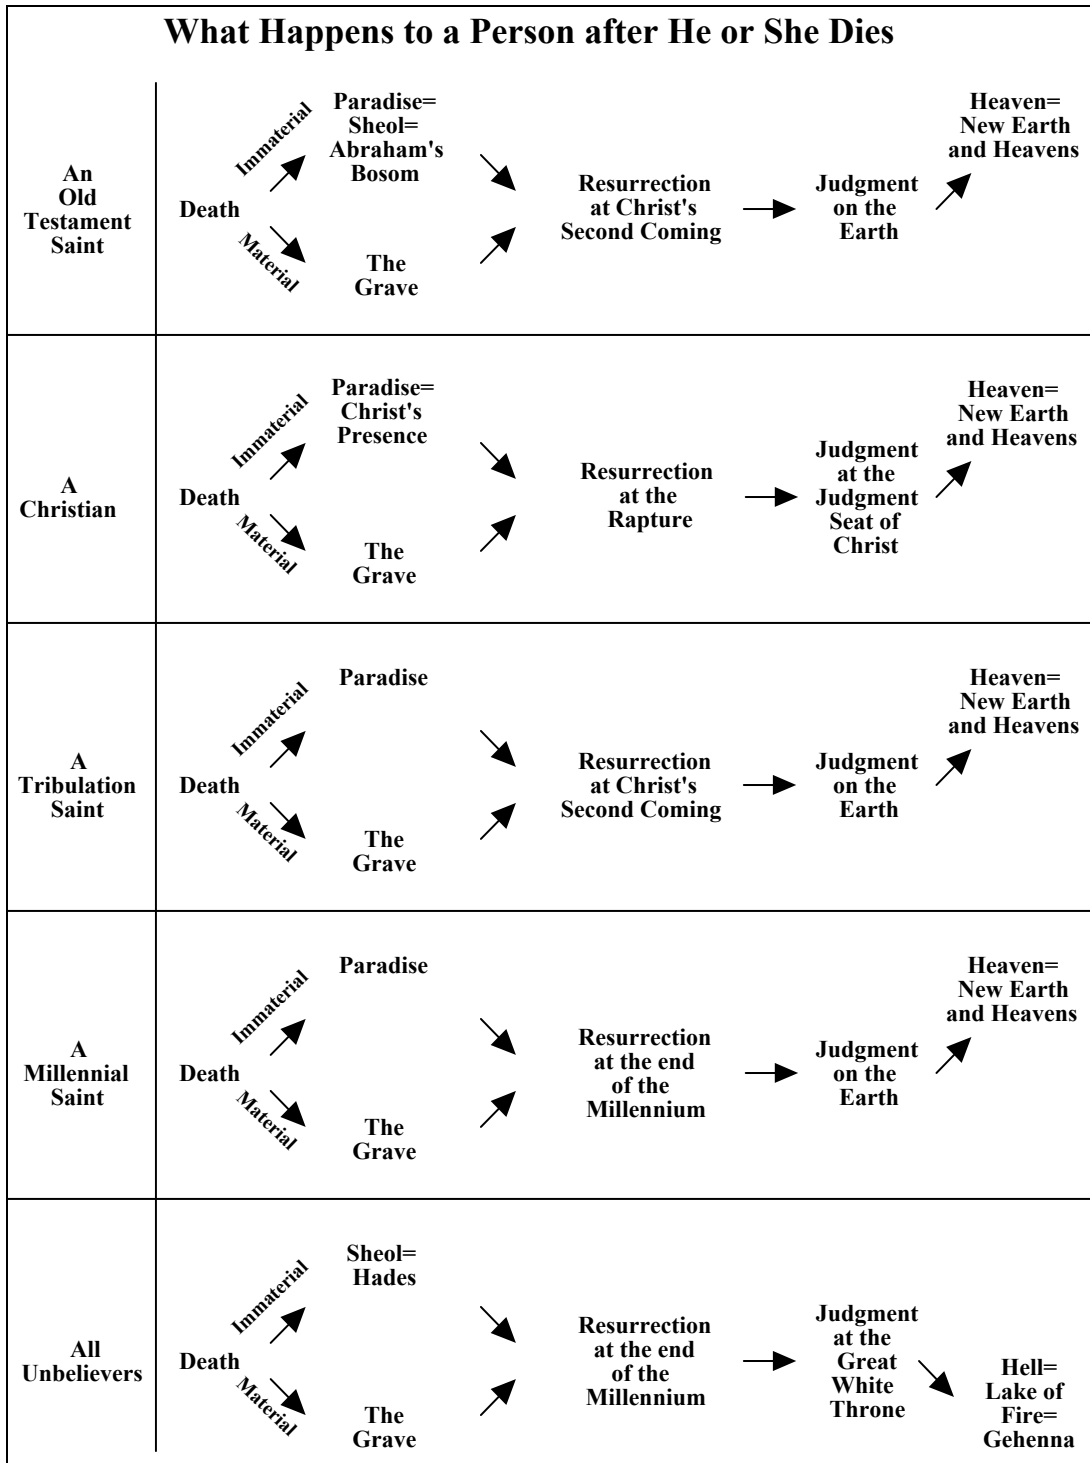 What Happens to a Person after He or She Dies
An
Old
Testament
Saint
Death
Immaterial
Material
Paradise=
Sheol=
Abraham's
Bosom
The
Grave
Resurrection
at Christ's
Second Coming
Judgment
on the
Earth
Heaven=
New Earth
and Heavens
A
Christian
Death
Immaterial
Material
Paradise=
Christ's
Presence
The
Grave
Resurrection
at the
Rapture
Judgment
at the
Judgment
Seat of
Christ
Heaven=
New Earth
and Heavens
A
Tribulation
Saint
Death
Immaterial
Material
Paradise
The
Grave
Resurrection
at Christ's
Second Coming
Judgment
on the
Earth
Heaven=
New Earth
and Heavens
A
Millennial
Saint
Death
Immaterial
Material
Paradise
The
Grave
Resurrection
at the end
of the
Millennium
Judgment
on the
Earth
Heaven=
New Earth
and Heavens
All
Unbelievers
Death
Immaterial
Material
Sheol=
Hades
The
Grave
Resurrection
at the end
of the
Millennium
Judgment
at the
Great
White
Throne
Hell=
Lake of
Fire=
Gehenna